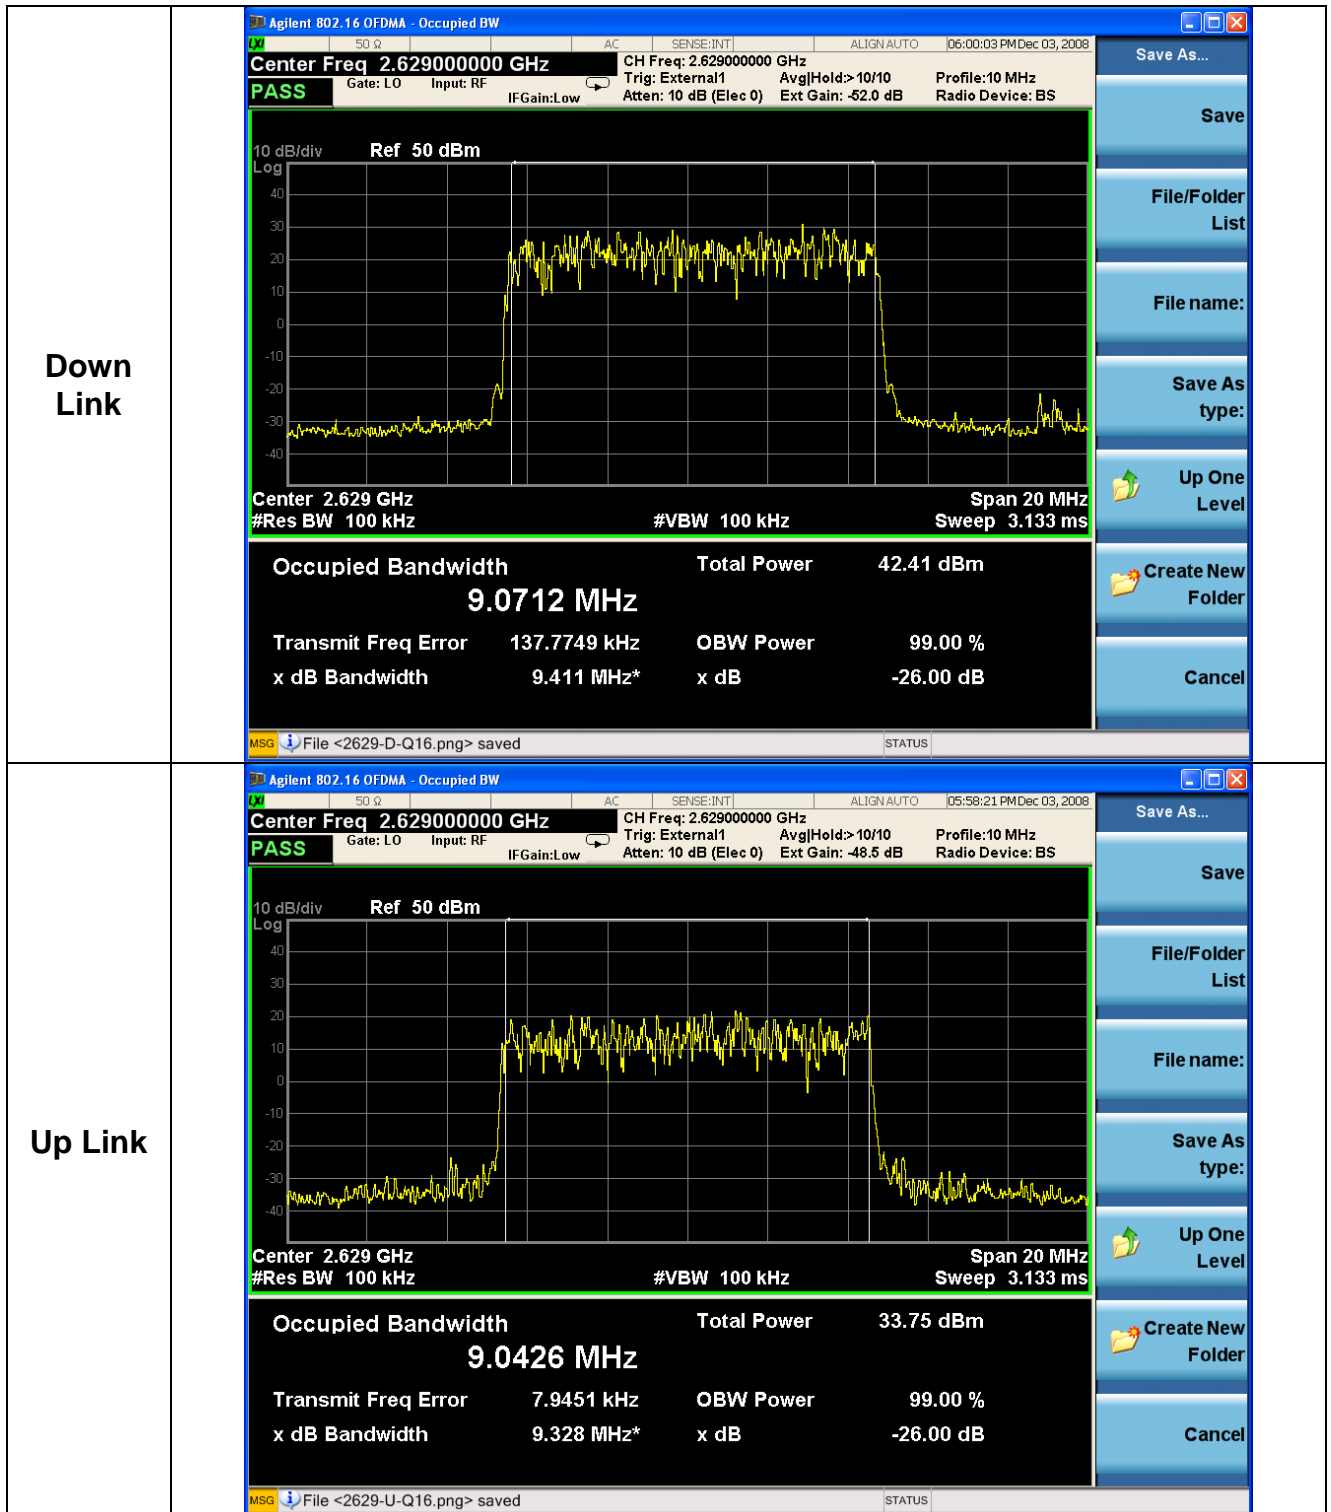 Down
Link
Agilent 802.16 OFDMA - Occupied BW
LXI 50 Ω AC SENSE:INT ALIGN AUTO 06:00:03 PM Dec 03, 2008
Center Freq 2.629000000 GHz
CH Freq: 2.629000000 GHz
PASS Gate: LO Input: RF IFGain:Low
Trig: External1 Avg|Hold:> 10/10 Profile:10 MHz
Atten: 10 dB (Elec 0) Ext Gain: -52.0 dB Radio Device: BS
10 dB/div Ref 50 dBm
Log
40
30
20
10
0
-10
-20
-30
-40
Center 2.629 GHz Span 20 MHz
#Res BW 100 kHz #VBW 100 kHz Sweep 3.133 ms
Occupied Bandwidth Total Power 42.41 dBm
9.0712 MHz
Transmit Freq Error 137.7749 kHz OBW Power 99.00 %
x dB Bandwidth 9.411 MHz* x dB -26.00 dB
MSG File <2629-D-Q16.png> saved STATUS
Save As...
Save
File/Folder
List
File name:
Save As
type:
Up One
Level
Create New
Folder
Cancel
Up Link
Agilent 802.16 OFDMA - Occupied BW
LXI 50 Ω AC SENSE:INT ALIGN AUTO 05:58:21 PM Dec 03, 2008
Center Freq 2.629000000 GHz
CH Freq: 2.629000000 GHz
PASS Gate: LO Input: RF IFGain:Low
Trig: External1 Avg|Hold:> 10/10 Profile:10 MHz
Atten: 10 dB (Elec 0) Ext Gain: -48.5 dB Radio Device: BS
10 dB/div Ref 50 dBm
Log
40
30
20
10
0
-10
-20
-30
-40
Center 2.629 GHz Span 20 MHz
#Res BW 100 kHz #VBW 100 kHz Sweep 3.133 ms
Occupied Bandwidth Total Power 33.75 dBm
9.0426 MHz
Transmit Freq Error 7.9451 kHz OBW Power 99.00 %
x dB Bandwidth 9.328 MHz* x dB -26.00 dB
MSG File <2629-U-Q16.png> saved STATUS
Save As...
Save
File/Folder
List
File name:
Save As
type:
Up One
Level
Create New
Folder
Cancel